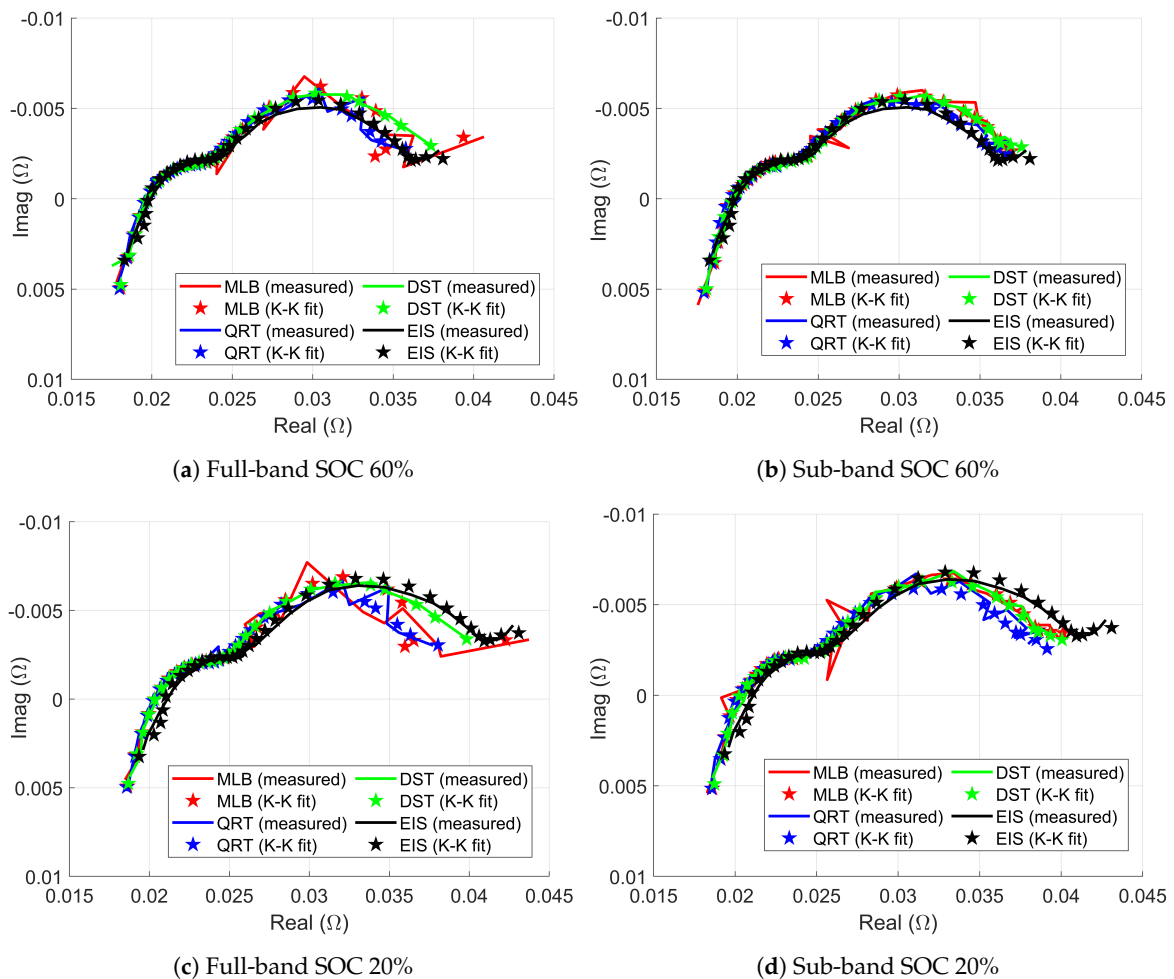 -0.01
-0.005
0
0.005
0.01
Imag (Ω)
0.015 0.02 0.025 0.03 0.035 0.04 0.045
Real (Ω)
MLB (measured) DST (measured)
MLB (K-K fit) DST (K-K fit)
QRT (measured) EIS (measured)
QRT (K-K fit) EIS (K-K fit)
(a) Full-band SOC 60%
-0.01
-0.005
0
0.005
0.01
Imag (Ω)
0.015 0.02 0.025 0.03 0.035 0.04 0.045
Real (Ω)
MLB (measured) DST (measured)
MLB (K-K fit) DST (K-K fit)
QRT (measured) EIS (measured)
QRT (K-K fit) EIS (K-K fit)
(b) Sub-band SOC 60%
-0.01
-0.005
0
0.005
0.01
Imag (Ω)
0.015 0.02 0.025 0.03 0.035 0.04 0.045
Real (Ω)
MLB (measured) DST (measured)
MLB (K-K fit) DST (K-K fit)
QRT (measured) EIS (measured)
QRT (K-K fit) EIS (K-K fit)
(c) Full-band SOC 20%
-0.01
-0.005
0
0.005
0.01
Imag (Ω)
0.015 0.02 0.025 0.03 0.035 0.04 0.045
Real (Ω)
MLB (measured) DST (measured)
MLB (K-K fit) DST (K-K fit)
QRT (measured) EIS (measured)
QRT (K-K fit) EIS (K-K fit)
(d) Sub-band SOC 20%